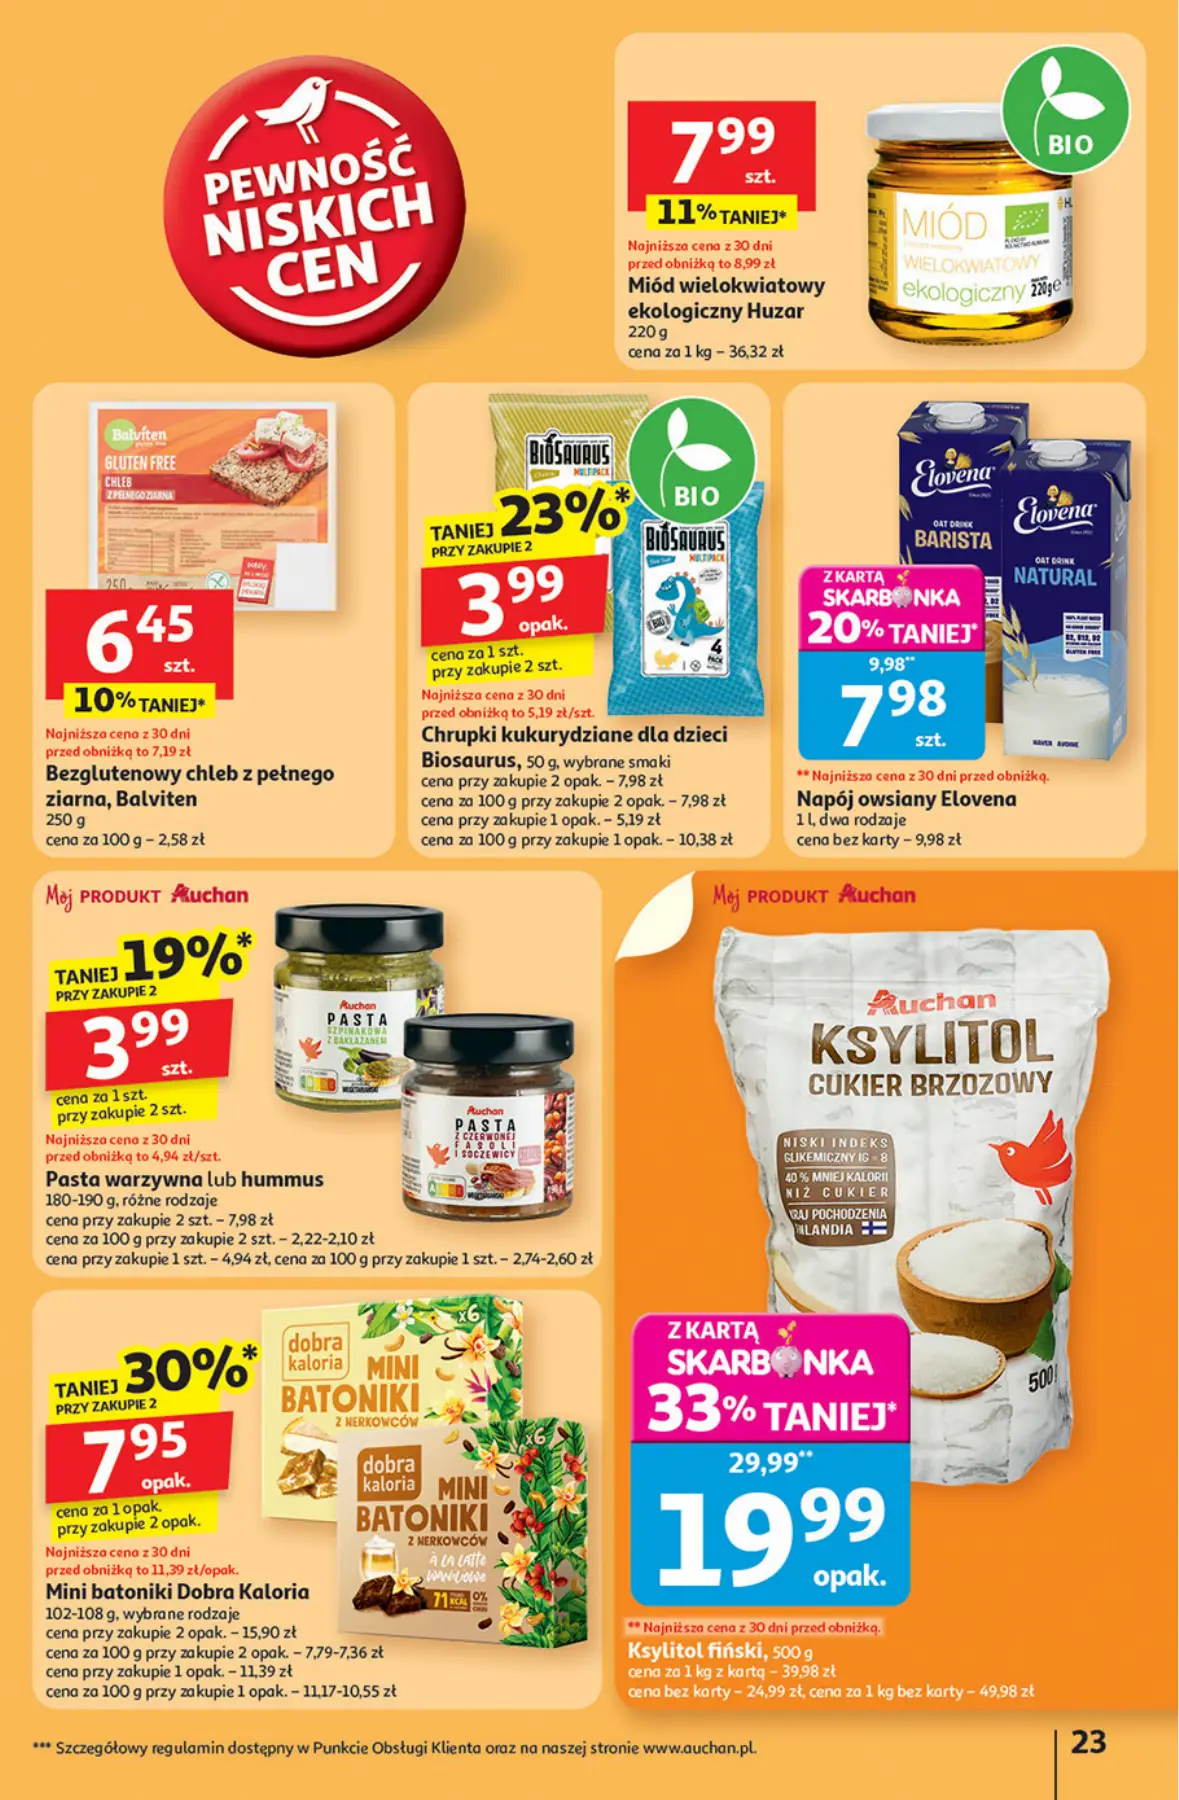 PEWNOŚĆ
NISKICH
CEN
7 99
szt.
11% TANIEJ*
Najniższa cena z 30 dni
przed obniżką to 8,99 zł
Miód wielokwiatowy
ekologiczny Huzar
220 g
cena za 1 kg – 36,32 zł
BIO
MIÓD
WIELOKWIATOWY
ekologiczny 220g e
Balviten
GLUTEN FREE
CHLEB
Z PEŁNEGO ZIARNA
6 45
szt.
10% TANIEJ*
Najniższa cena z 30 dni
przed obniżką to 7,19 zł
Bezglutenowy chleb z pełnego
ziarna, Balviten
250 g
cena za 100 g – 2,58 zł
BIOSAURUS
MULTIPACK
BIO
BIOSAURUS
MULTIPACK
4
PACK
TANIEJ 23%*
PRZY ZAKUPIE 2
3 99
opak.
cena za 1 szt.
przy zakupie 2 szt.
Najniższa cena z 30 dni
przed obniżką to 5,19 zł/szt.
Chrupki kukurydziane dla dzieci
Biosaurus, 50 g, wybrane smaki
cena przy zakupie 2 opak. – 7,98 zł
cena za 100 g przy zakupie 2 opak. – 7,98 zł
cena przy zakupie 1 opak. – 5,19 zł
cena za 100 g przy zakupie 1 opak. – 10,38 zł
Elovena
OAT DRINK
BARISTA
Elovena
OAT DRINK
NATURAL
Z KARTĄ
SKARBONKA
20% TANIEJ*
9,98**
7 98
szt.
** Najniższa cena z 30 dni przed obniżką.
Napój owsiany Elovena
1 l, dwa rodzaje
cena bez karty – 9,98 zł
Mój PRODUKT Auchan
TANIEJ 19%*
PRZY ZAKUPIE 2
3 99
szt.
cena za 1 szt.
przy zakupie 2 szt.
Najniższa cena z 30 dni
przed obniżką to 4,94 zł/szt.
Pasta warzywna lub hummus
180-190 g, różne rodzaje
cena przy zakupie 2 szt. – 7,98 zł
cena za 100 g przy zakupie 2 szt. – 2,22-2,10 zł
cena przy zakupie 1 szt. – 4,94 zł, cena za 100 g przy zakupie 1 szt. – 2,74-2,60 zł
Auchan
PASTA
SZPINAKOWA
Z BAKŁAŻANEM
Auchan
PASTA
Z CZERWONEJ
FASOLI
I SOCZEWICY
TANIEJ 30%*
PRZY ZAKUPIE 2
7 95
opak.
cena za 1 opak.
przy zakupie 2 opak.
Najniższa cena z 30 dni
przed obniżką to 11,39 zł/opak.
Mini batoniki Dobra Kaloria
102-108 g, wybrane rodzaje
cena przy zakupie 2 opak. – 15,90 zł
cena za 100 g przy zakupie 2 opak. – 7,79-7,36 zł
cena przy zakupie 1 opak. – 11,39 zł
cena za 100 g przy zakupie 1 opak. – 11,17-10,55 zł
x6
dobra
kaloria
MINI
BATONIKI
Z NERKOWCÓW
x6
dobra
kaloria
MINI
BATONIKI
Z NERKOWCÓW
À LA LATTE
WANILIOWE
71 KCAL
0%
Mój PRODUKT Auchan
Auchan
KSYLITOL
CUKIER BRZOZOWY
NISKI INDEKS
GLIKEMICZNY IG = 8
40 % MNIEJ KALORII
NIŻ CUKIER
KRAJ POCHODZENIA
FINLANDIA
500 g
Z KARTĄ
SKARBONKA
33% TANIEJ*
29,99**
19 99
opak.
** Najniższa cena z 30 dni przed obniżką.
Ksylitol fiński, 500 g
cena za 1 kg z kartą – 39,98 zł
cena bez karty – 24,99 zł, cena za 1 kg bez karty – 49,98 zł
*** Szczegółowy regulamin dostępny w Punkcie Obsługi Klienta oraz na naszej stronie www.auchan.pl.
23